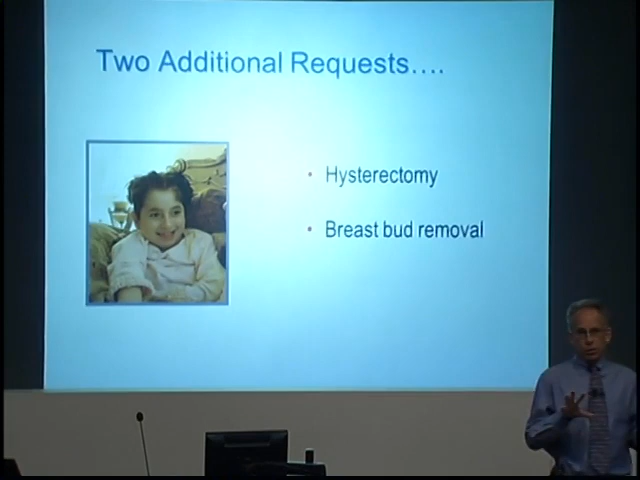 Two Additional Requests….
• Hysterectomy
• Breast bud removal